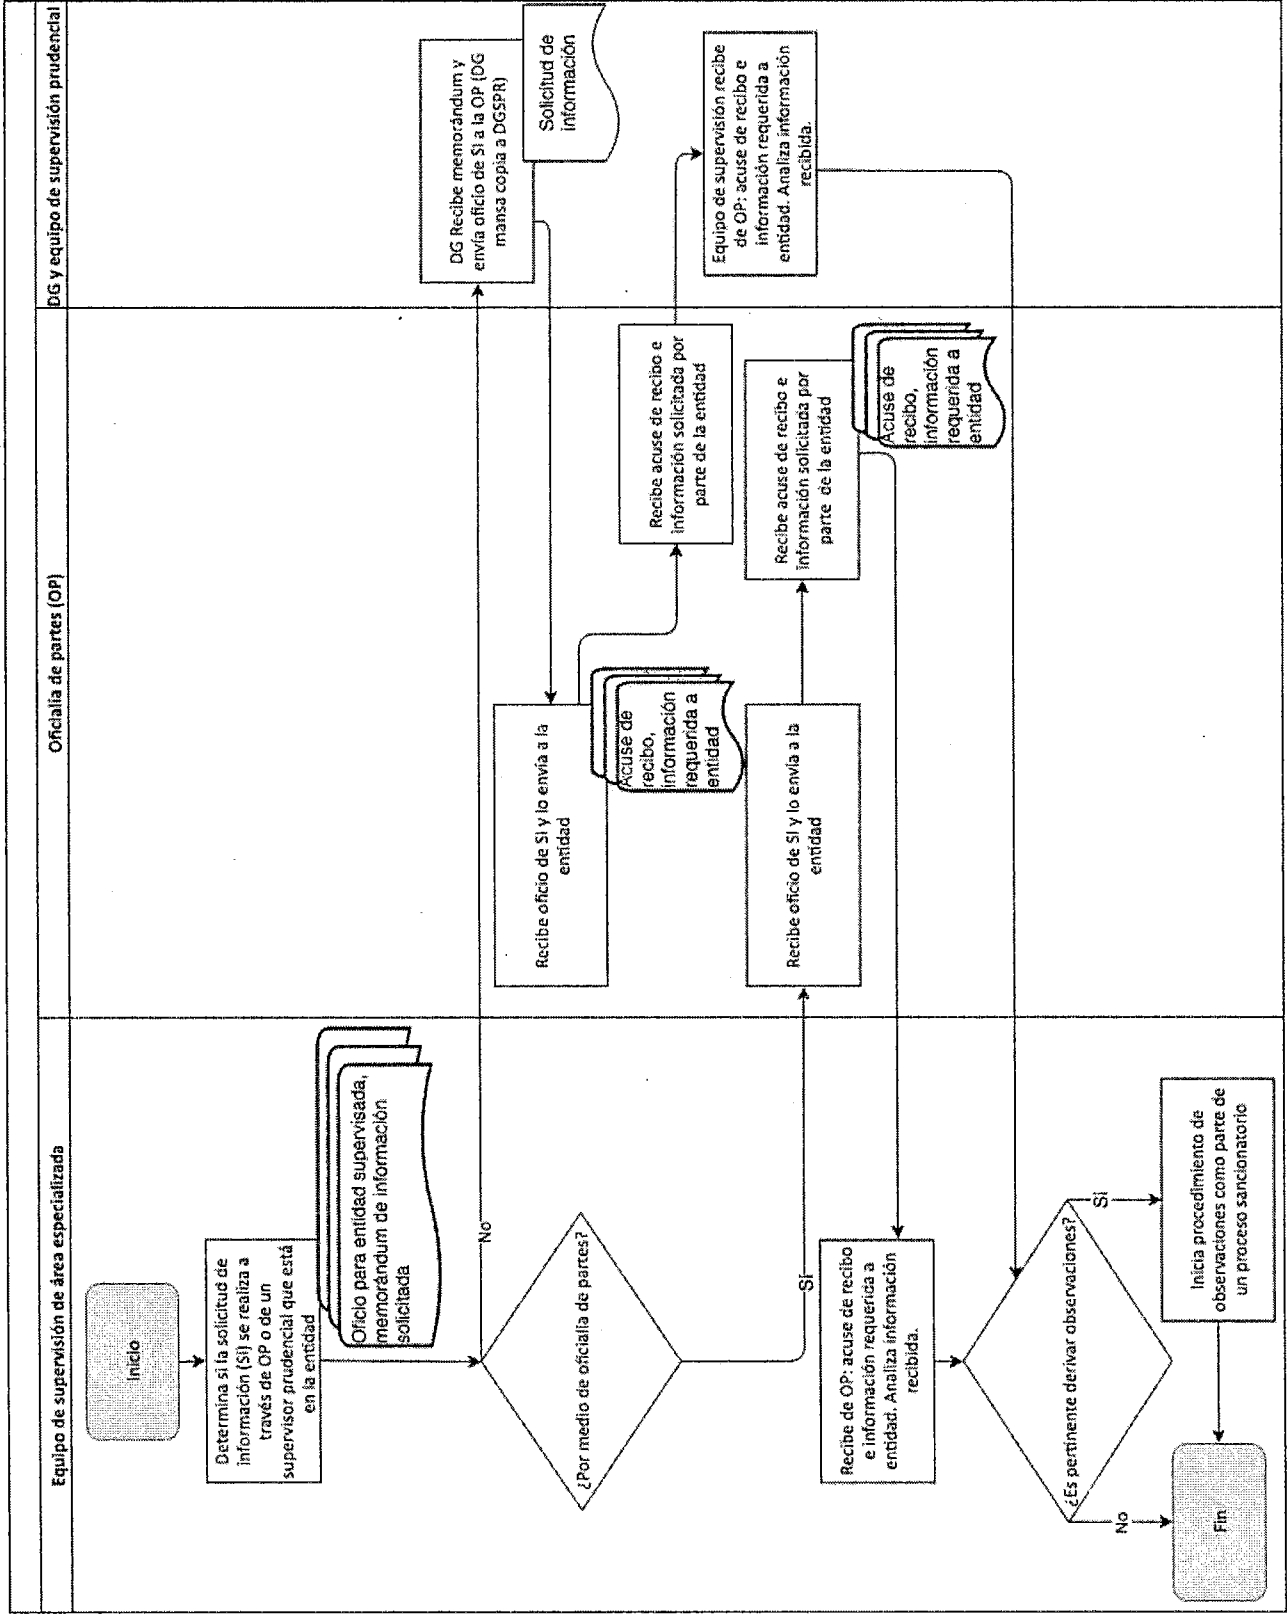 Equipo de supervisión de área especializada
Oficialia de partes (OP)
DG y equipo de supervisión prudencial
Inicio
Determina si la solicitud de
información (SI) se realiza a
través de OP o de un
supervisor prudencial que está
en la entidad
Oficio para entidad supervisada,
memorándum de información
solicitada
¿Por medio de oficialía de partes?
No
Si
DG Recibe memorándum y
envía oficio de SI a la OP (DG
mansa copia a DGSPR)
Solicitud de
información
Recibe oficio de SI y lo envía a la
entidad
Acuse de
recibo,
información
requerida a
entidad
Recibe acuse de recibo e
información solicitada por
parte de la entidad
Equipo de supervisión recibe
de OP: acuse de recibo e
información requerida a
entidad. Analiza información
recibida.
Recibe oficio de SI y lo envía a la
entidad
Recibe acuse de recibo e
información solicitada por
parte de la entidad
Acuse de
recibo,
información
requerida a
entidad
Recibe de OP: acuse de recibo
e información requerida a
entidad. Analiza información
recibida.
¿Es pertinente derivar observaciones?
No
Si
Inicia procedimiento de
observaciones como parte de
un proceso sancionatorio
Fin